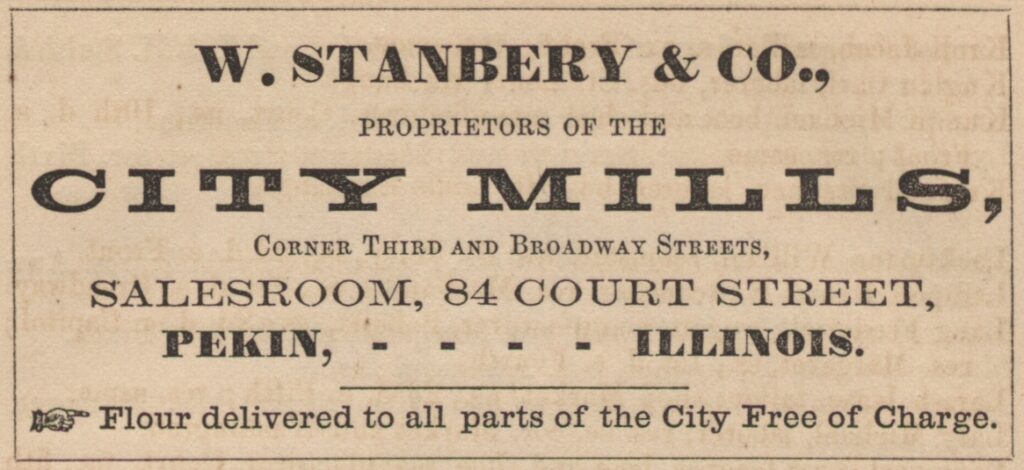 W. STANBERY & CO.,
PROPRIETORS OF THE
CITY MILLS,
CORNER THIRD AND BROADWAY STREETS,
SALESROOM, 84 COURT STREET,
PEKIN, - - - - ILLINOIS.
☞ Flour delivered to all parts of the City Free of Charge.